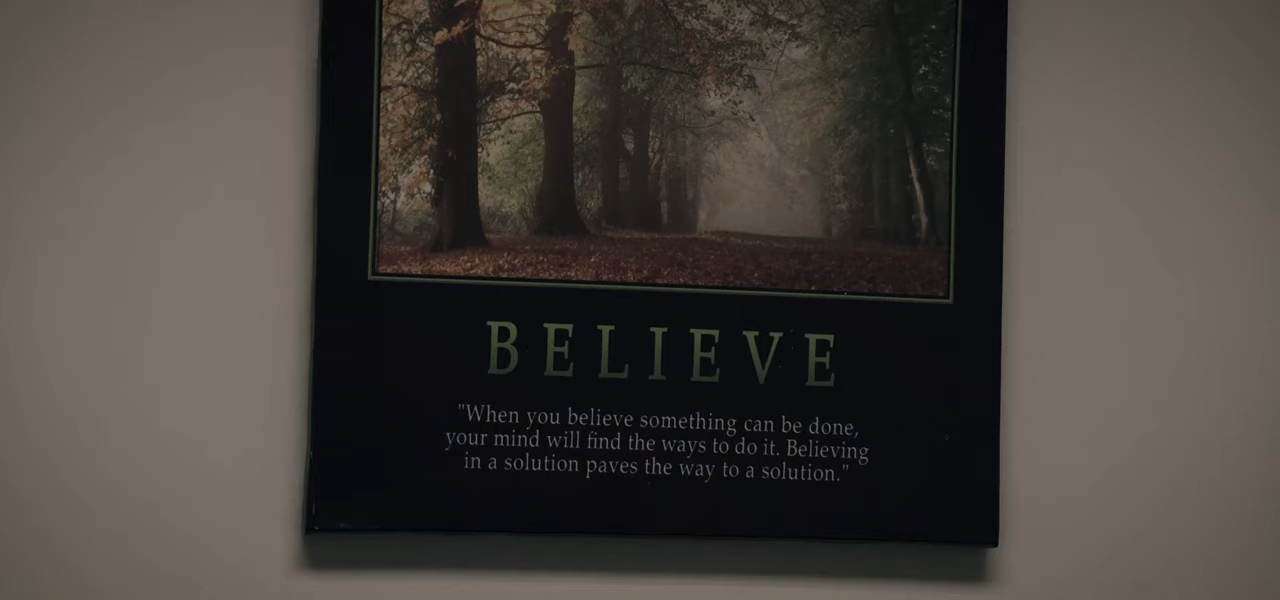 BELIEVE
"When you believe something can be done,
your mind will find the ways to do it. Believing
in a solution paves the way to a solution."